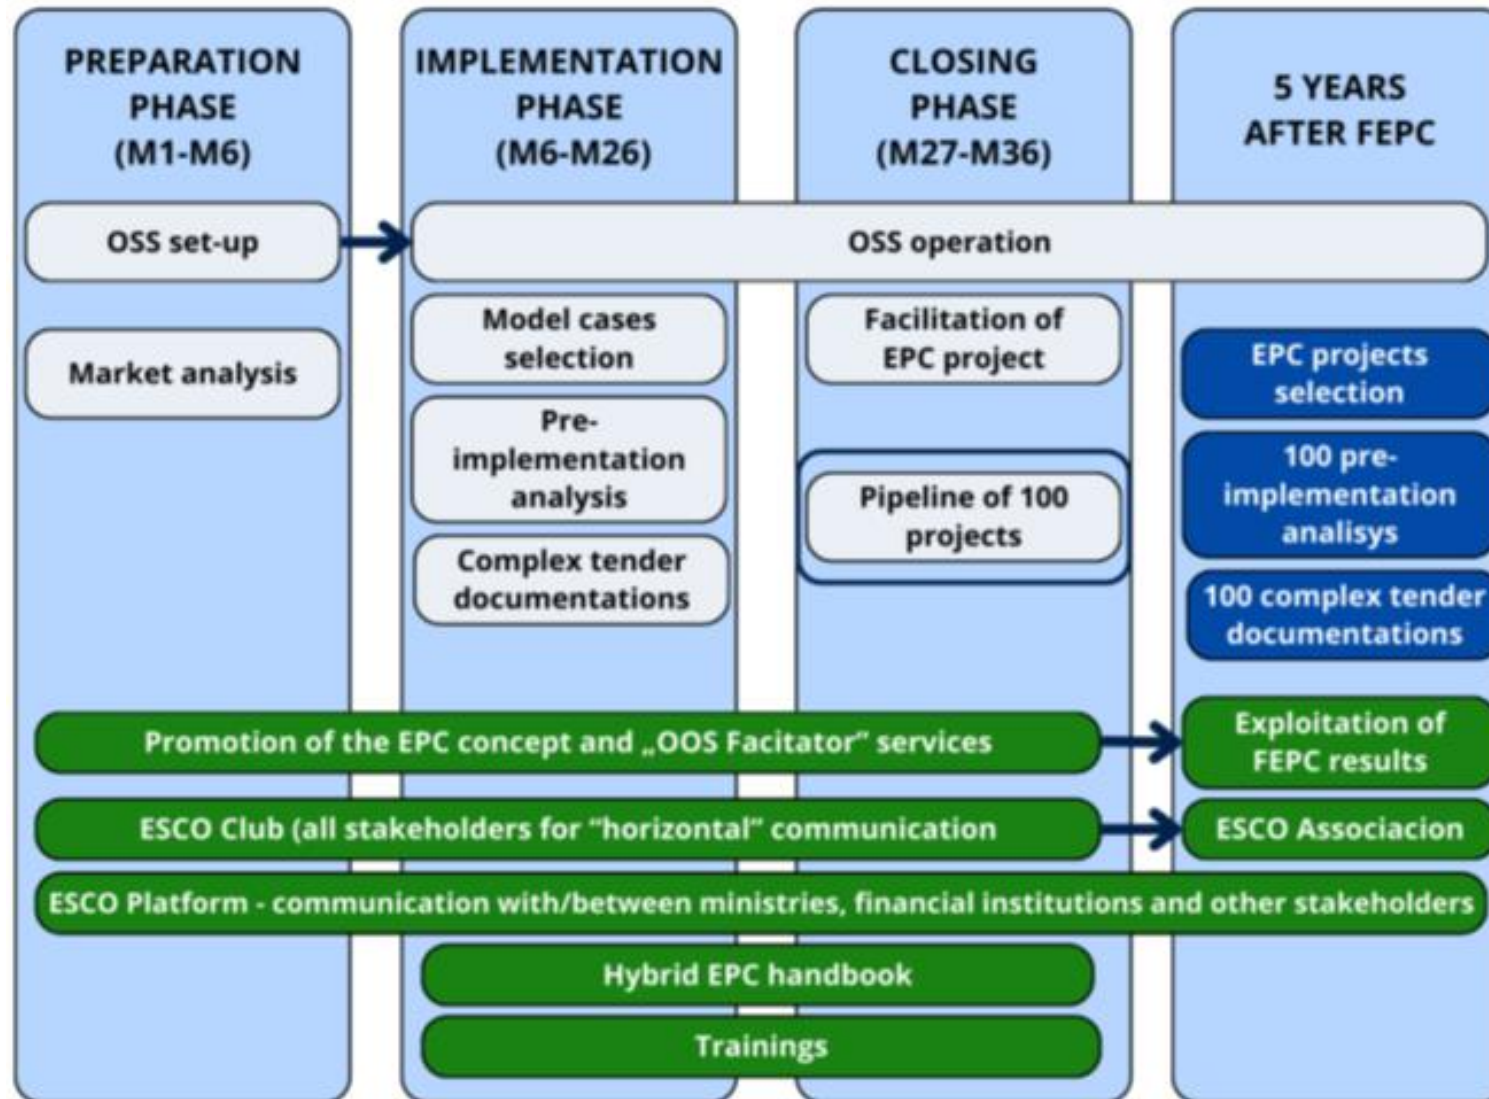 PREPARATION
PHASE
(M1-M6)
IMPLEMENTATION
PHASE
(M6-M26)
CLOSING
PHASE
(M27-M36)
5 YEARS
AFTER FEPC
OSS set-up
OSS operation
Market analysis
Model cases
selection
Pre-
implementation
analysis
Complex tender
documentations
Facilitation of
EPC project
Pipeline of 100
projects
EPC projects
selection
100 pre-
implementation
analisys
100 complex tender
documentations
Promotion of the EPC concept and „OOS Facitator” services
Exploitation of
FEPC results
ESCO Club (all stakeholders for “horizontal” communication
ESCO Associacion
ESCO Platform - communication with/between ministries, financial institutions and other stakeholders
Hybrid EPC handbook
Trainings